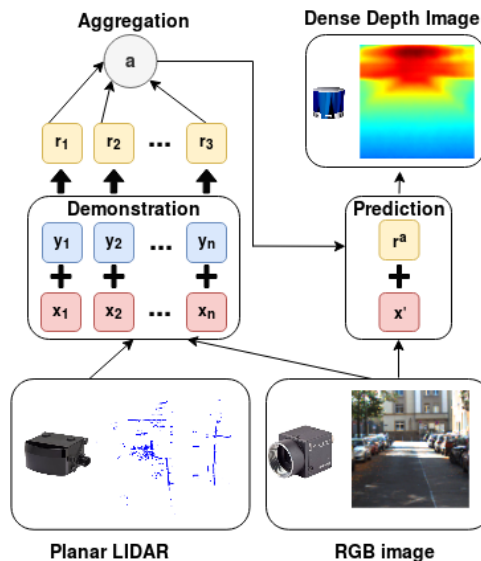 Aggregation
Dense Depth Image
a
r1 r2 ... r3
Demonstration
Prediction
y1 y2 ... yn
ra
+ + +
+
x1 x2 ... xn
x'
Planar LIDAR
RGB image